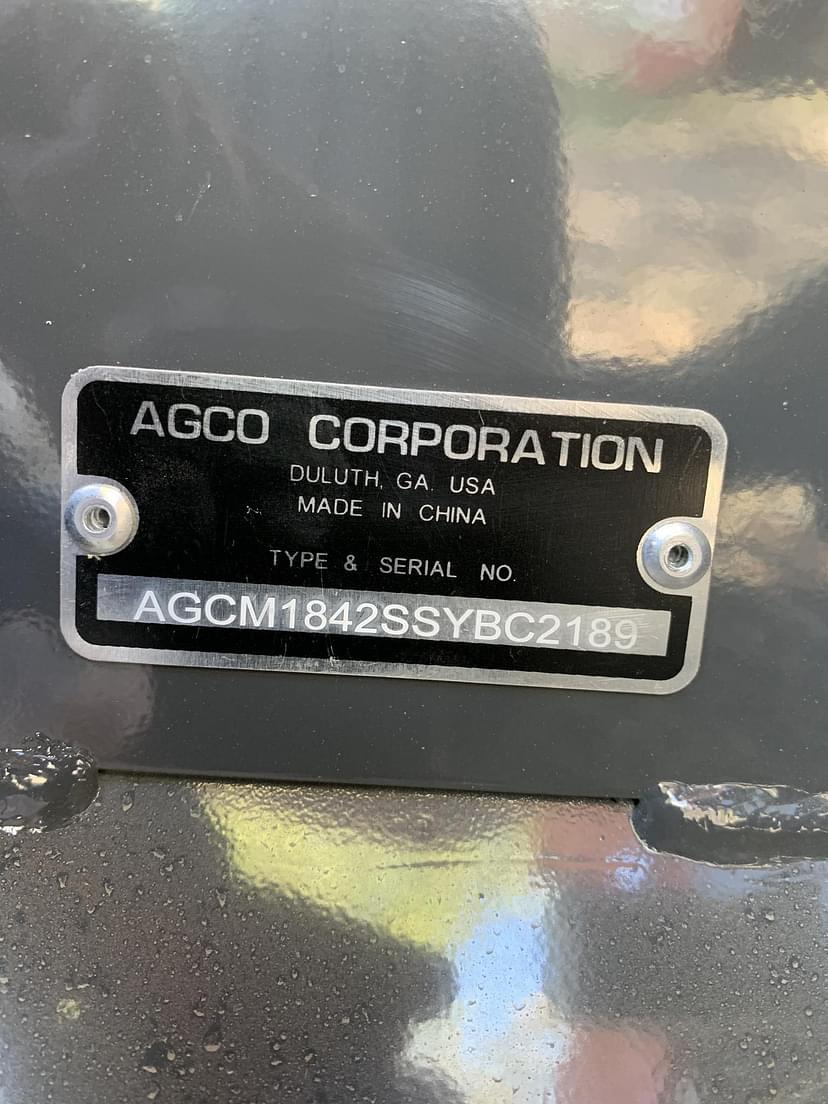 AGCO CORPORATION
DULUTH, GA. USA
MADE IN CHINA
TYPE & SERIAL NO.
AGCM1842SSYBC2189